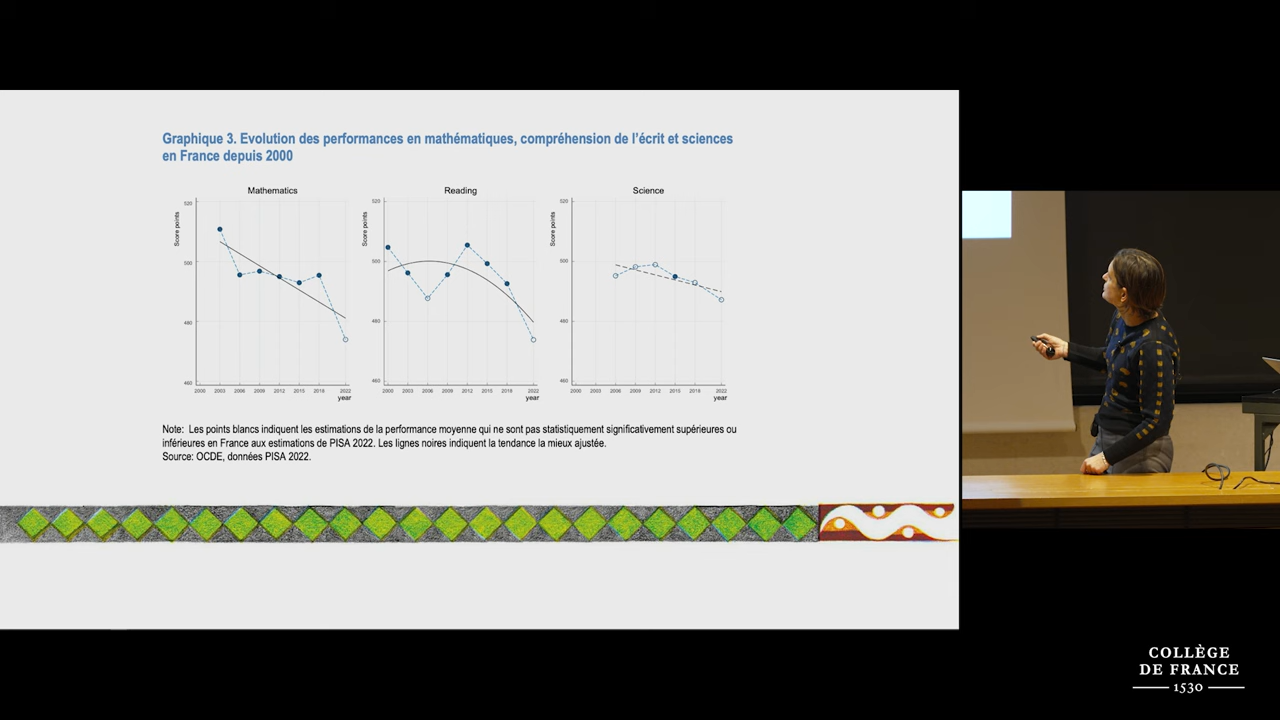 Graphique 3. Evolution des performances en mathématiques, compréhension de l'écrit et sciences
en France depuis 2000
Mathematics
Score points
520
500
480
460
2000 2003 2006 2009 2012 2015 2018 2022
year
Reading
Score points
520
500
480
460
2000 2003 2006 2009 2012 2015 2018 2022
year
Science
Score points
520
500
480
460
2000 2003 2006 2009 2012 2015 2018 2022
year
Note: Les points blancs indiquent les estimations de la performance moyenne qui ne sont pas statistiquement significativement supérieures ou
inférieures en France aux estimations de PISA 2022. Les lignes noires indiquent la tendance la mieux ajustée.
Source: OCDE, données PISA 2022.
COLLÈGE
DE FRANCE
1530